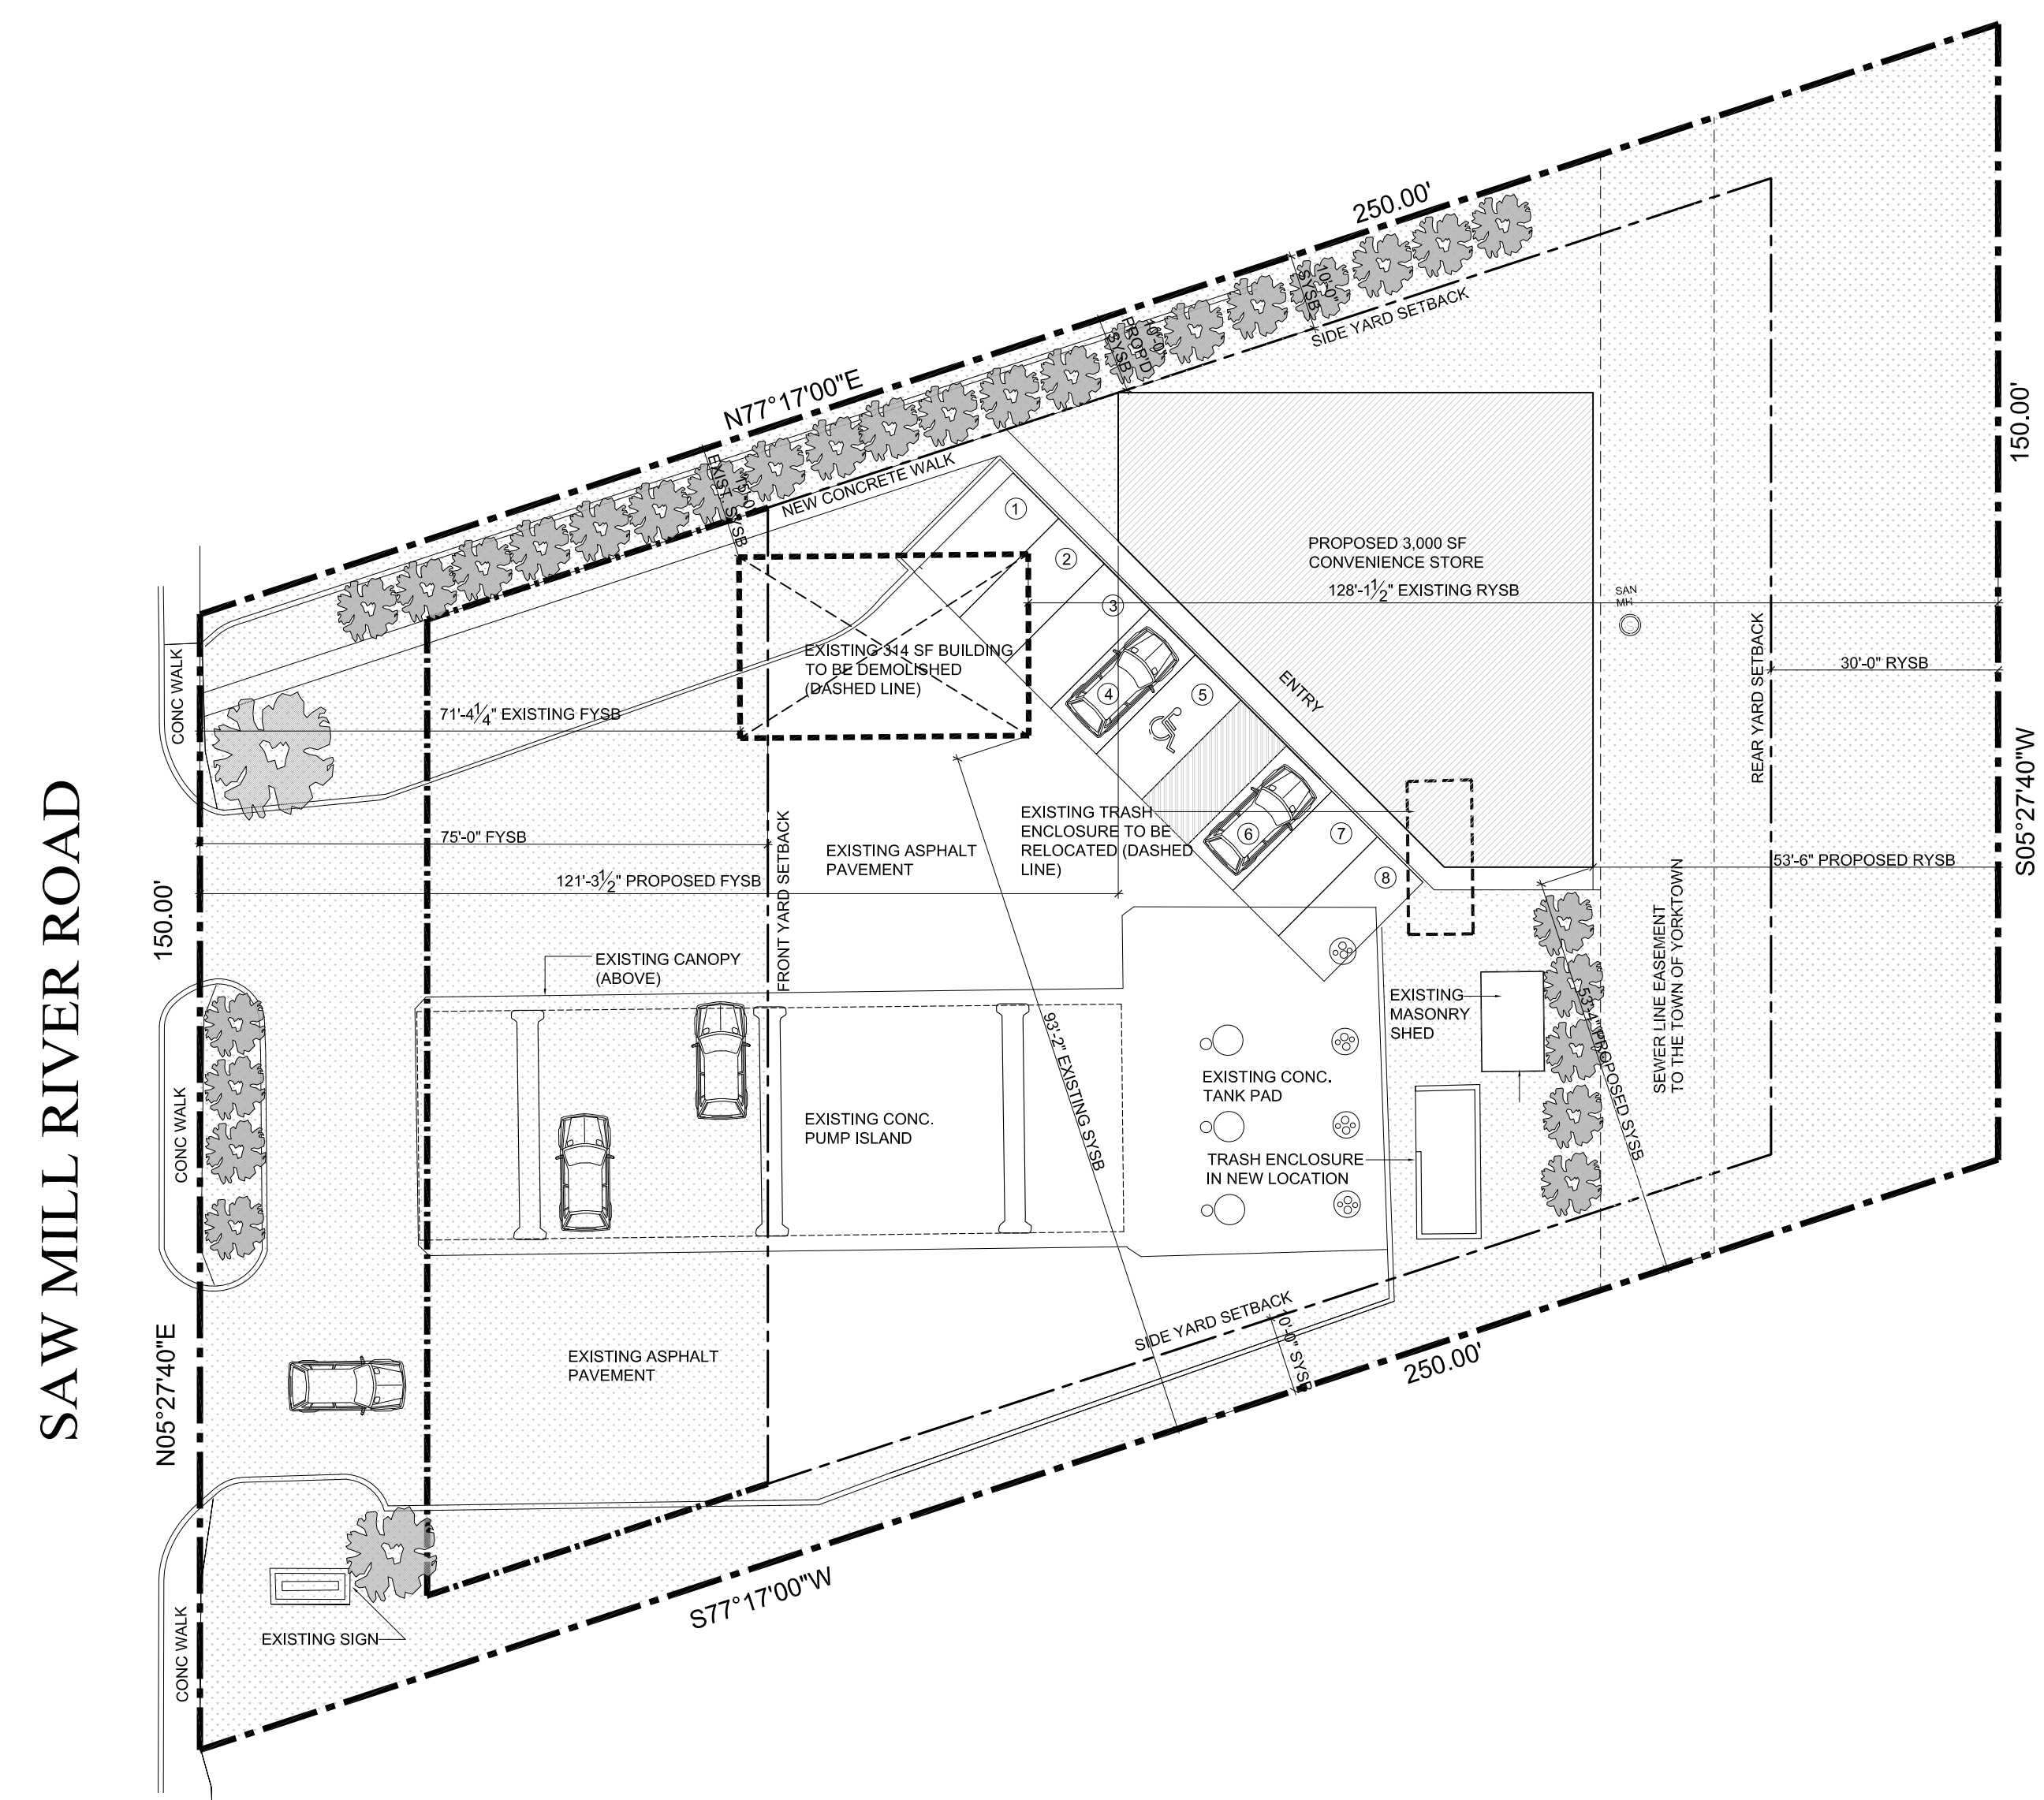 250.00'
10'-0"
SYSB
SIDE YARD SETBACK
10'-0"
PROP'D
SYSB
N77°17'00"E
150.00'
NEW CONCRETE WALK
15'-0"
EXIST. SYSB
1
2
3
4
5
6
7
8
PROPOSED 3,000 SF
CONVENIENCE STORE
128'-1½" EXISTING RYSB
SAN
MH
EXISTING 314 SF BUILDING
TO BE DEMOLISHED
(DASHED LINE)
ENTRY
REAR YARD SETBACK
30'-0" RYSB
CONC WALK
71'-4¼" EXISTING FYSB
S05°27'40"W
SAW MILL RIVER ROAD
75'-0" FYSB
FRONT YARD SETBACK
EXISTING ASPHALT
PAVEMENT
EXISTING TRASH
ENCLOSURE TO BE
RELOCATED (DASHED
LINE)
121'-3½" PROPOSED FYSB
53'-6" PROPOSED RYSB
150.00'
SEWER LINE EASEMENT
TO THE TOWN OF YORKTOWN
EXISTING CANOPY
(ABOVE)
93'-2" EXISTING SYSB
EXISTING
MASONRY
SHED
53'-4" PROPOSED SYSB
EXISTING CONC.
TANK PAD
EXISTING CONC.
PUMP ISLAND
CONC WALK
TRASH ENCLOSURE
IN NEW LOCATION
SIDE YARD SETBACK
10'-0" SYSB
N05°27'40"E
EXISTING ASPHALT
PAVEMENT
250.00'
S77°17'00"W
EXISTING SIGN
CONC WALK